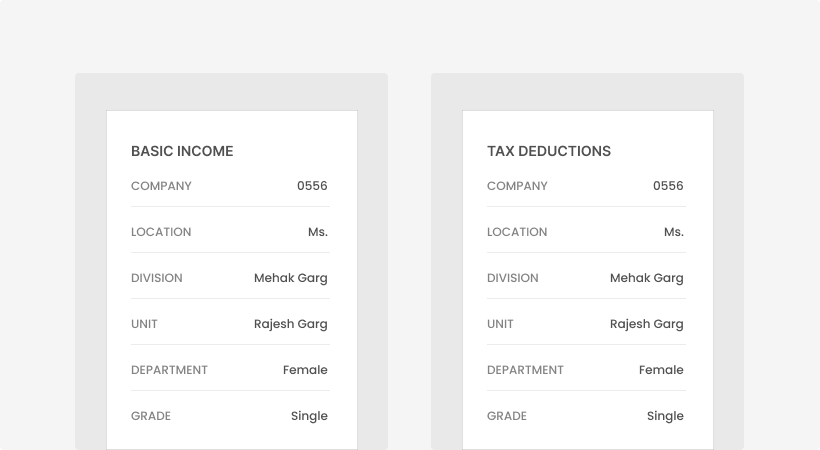 BASIC INCOME
COMPANY 0556
LOCATION Ms.
DIVISION Mehak Garg
UNIT Rajesh Garg
DEPARTMENT Female
GRADE Single
TAX DEDUCTIONS
COMPANY 0556
LOCATION Ms.
DIVISION Mehak Garg
UNIT Rajesh Garg
DEPARTMENT Female
GRADE Single